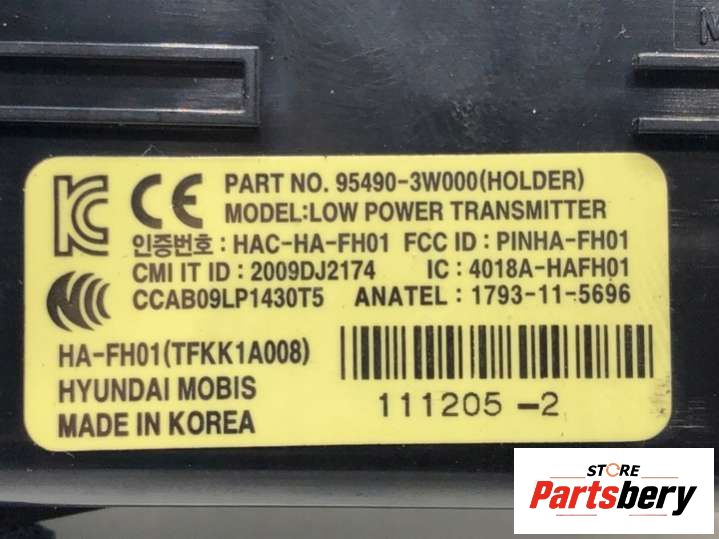 PART NO. 95490-3W000(HOLDER)
MODEL:LOW POWER TRANSMITTER
인증번호 : HAC-HA-FH01 FCC ID : PINHA-FH01
CMI IT ID : 2009DJ2174 IC : 4018A-HAFH01
CCAB09LP1430T5 ANATEL : 1793-11-5696
HA-FH01(TFKK1A008)
HYUNDAI MOBIS
MADE IN KOREA
111205-2
STORE
Partsbery